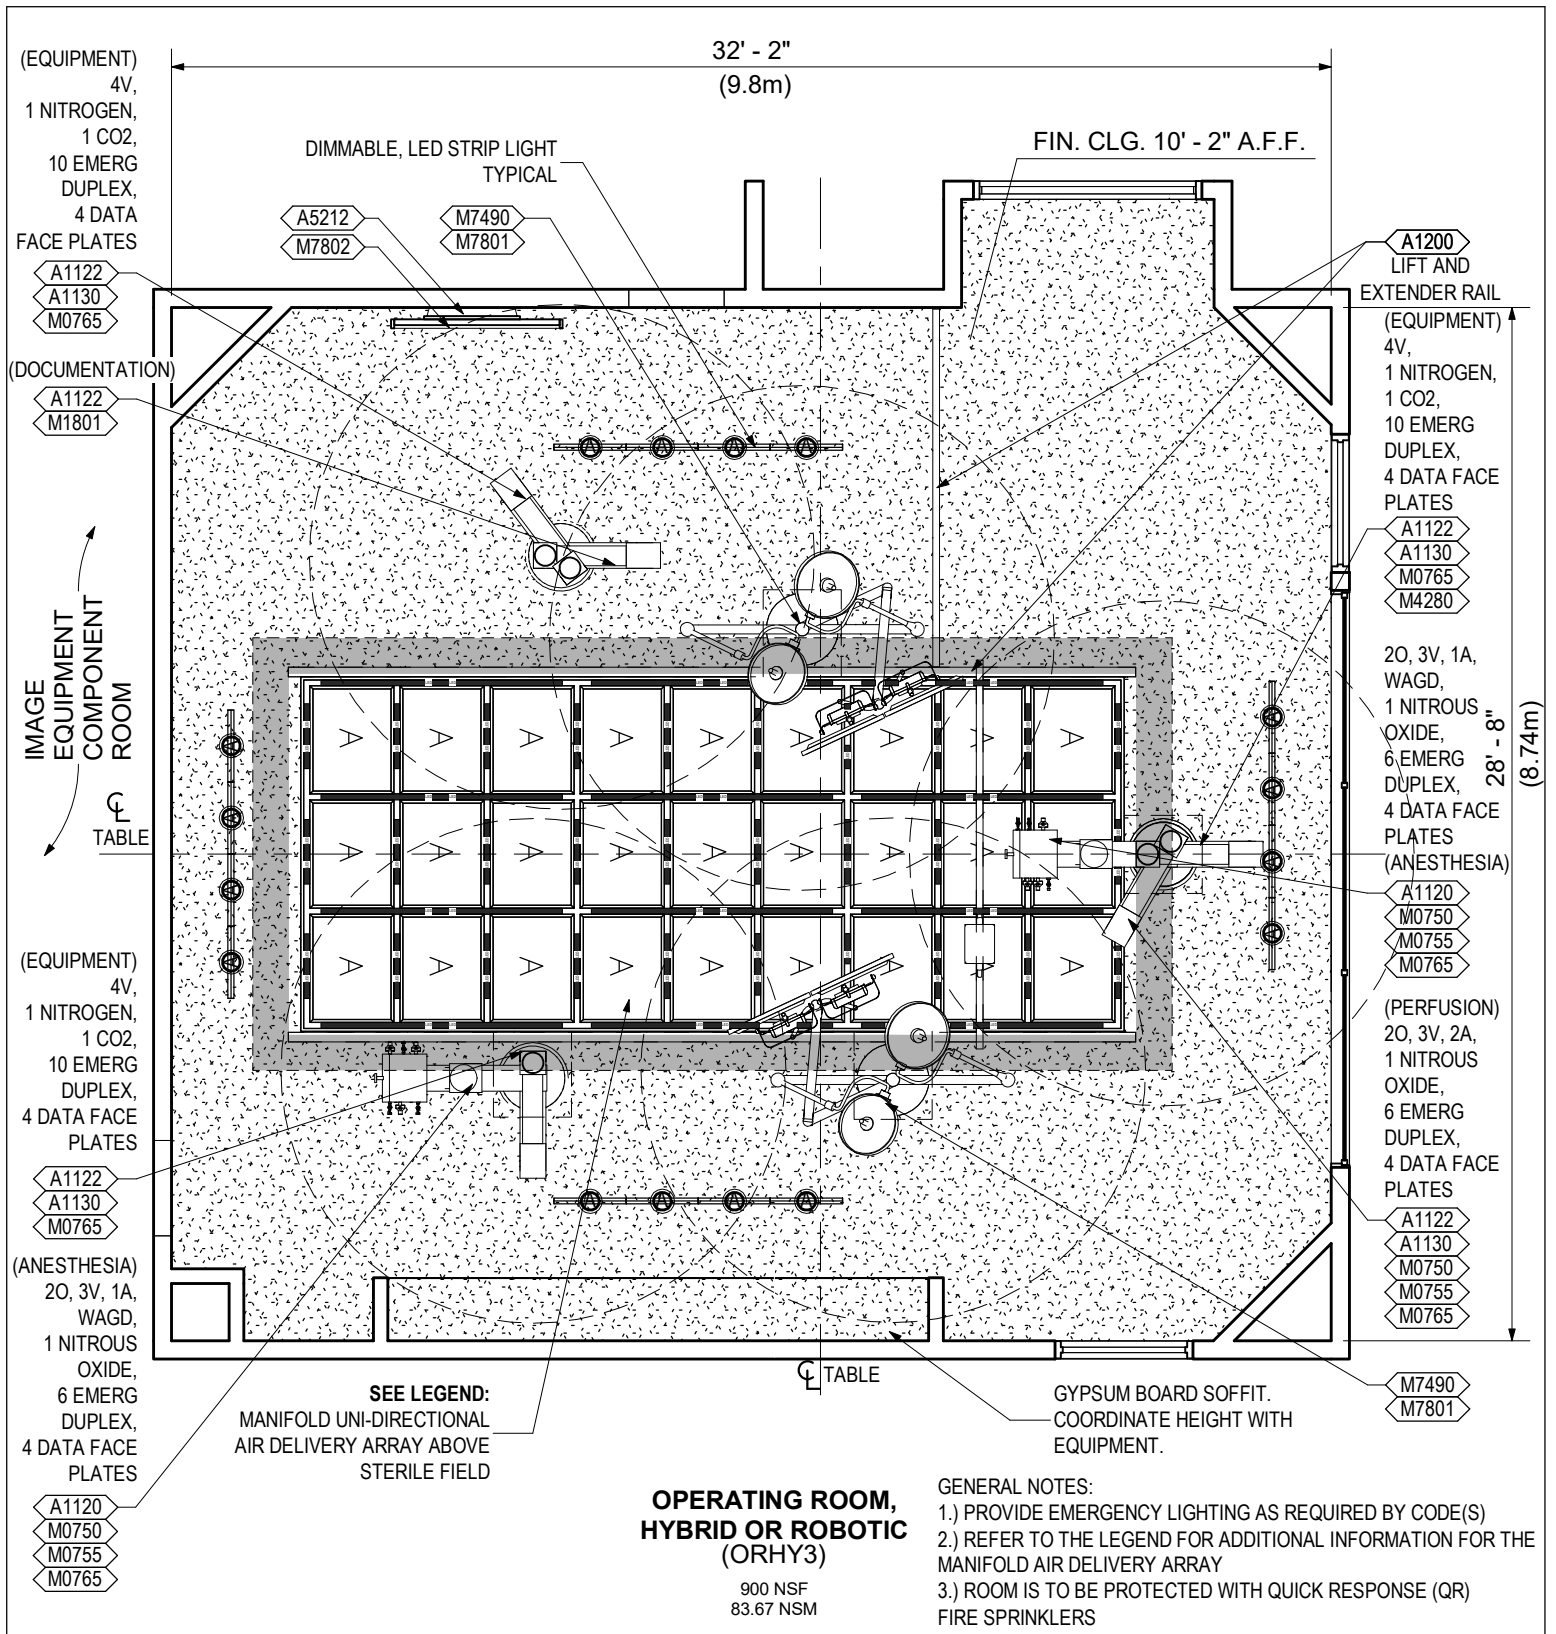 32' - 2"
(9.8m)
(EQUIPMENT)
4V,
1 NITROGEN,
1 CO2,
10 EMERG
DUPLEX,
4 DATA
FACE PLATES
A1122
A1130
M0765
(DOCUMENTATION)
A1122
M1801
DIMMABLE, LED STRIP LIGHT
TYPICAL
A5212
M7802
M7490
M7801
FIN. CLG. 10' - 2" A.F.F.
A1200
LIFT AND
EXTENDER RAIL
(EQUIPMENT)
4V,
1 NITROGEN,
1 CO2,
10 EMERG
DUPLEX,
4 DATA FACE
PLATES
A1122
A1130
M0765
M4280
2O, 3V, 1A,
WAGD,
1 NITROUS
OXIDE,
6 EMERG
DUPLEX,
4 DATA FACE
PLATES
(ANESTHESIA)
A1120
M0750
M0755
M0765
28' - 8"
(8.74m)
(PERFUSION)
2O, 3V, 2A,
1 NITROUS
OXIDE,
6 EMERG
DUPLEX,
4 DATA FACE
PLATES
A1122
A1130
M0750
M0755
M0765
M7490
M7801
IMAGE
EQUIPMENT
COMPONENT
ROOM
CL
TABLE
A A A A A A A A A
A A A A A A A A A
A A A A A A A A A
A A A A
A A A A
A A A A
A A A A
(EQUIPMENT)
4V,
1 NITROGEN,
1 CO2,
10 EMERG
DUPLEX,
4 DATA FACE
PLATES
A1122
A1130
M0765
(ANESTHESIA)
2O, 3V, 1A,
WAGD,
1 NITROUS
OXIDE,
6 EMERG
DUPLEX,
4 DATA FACE
PLATES
A1120
M0750
M0755
M0765
SEE LEGEND:
MANIFOLD UNI-DIRECTIONAL
AIR DELIVERY ARRAY ABOVE
STERILE FIELD
CL TABLE
GYPSUM BOARD SOFFIT.
COORDINATE HEIGHT WITH
EQUIPMENT.
OPERATING ROOM,
HYBRID OR ROBOTIC
(ORHY3)
900 NSF
83.67 NSM
GENERAL NOTES:
1.) PROVIDE EMERGENCY LIGHTING AS REQUIRED BY CODE(S)
2.) REFER TO THE LEGEND FOR ADDITIONAL INFORMATION FOR THE
MANIFOLD AIR DELIVERY ARRAY
3.) ROOM IS TO BE PROTECTED WITH QUICK RESPONSE (QR)
FIRE SPRINKLERS